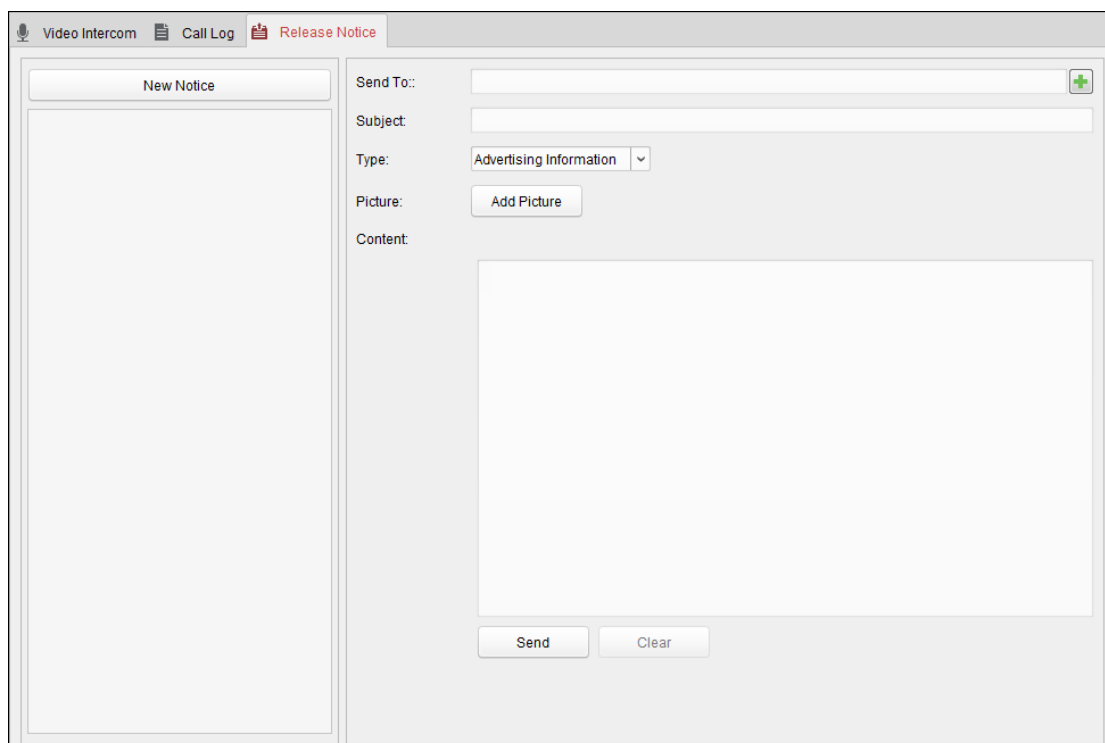 Video Intercom Call Log Release Notice
New Notice
Send To::
Subject:
Type: Advertising Information
Picture: Add Picture
Content:
Send Clear